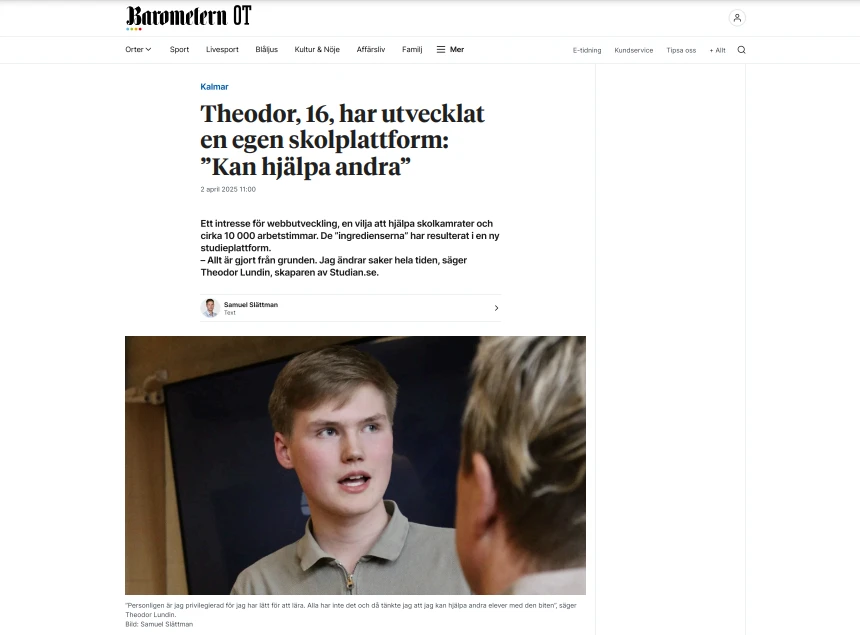 Barometern OT
Orter Sport Livesport Blåljus Kultur & Nöje Affärsliv Familj Mer E-tidning Kundservice Tipsa oss + Allt
Kalmar
Theodor, 16, har utvecklat
en egen skolplattform:
”Kan hjälpa andra”
2 april 2025 11:00
Ett intresse för webbutveckling, en vilja att hjälpa skolkamrater och
cirka 10 000 arbetstimmar. De ”ingredienserna” har resulterat i en ny
studieplattform.
– Allt är gjort från grunden. Jag ändrar saker hela tiden, säger
Theodor Lundin, skaparen av Studian.se.
Samuel Slättman
Text
”Personligen är jag privilegierad för jag har lätt för att lära. Alla har inte det och då tänkte jag att jag kan hjälpa andra elever med den biten”, säger
Theodor Lundin.
Bild: Samuel Slättman